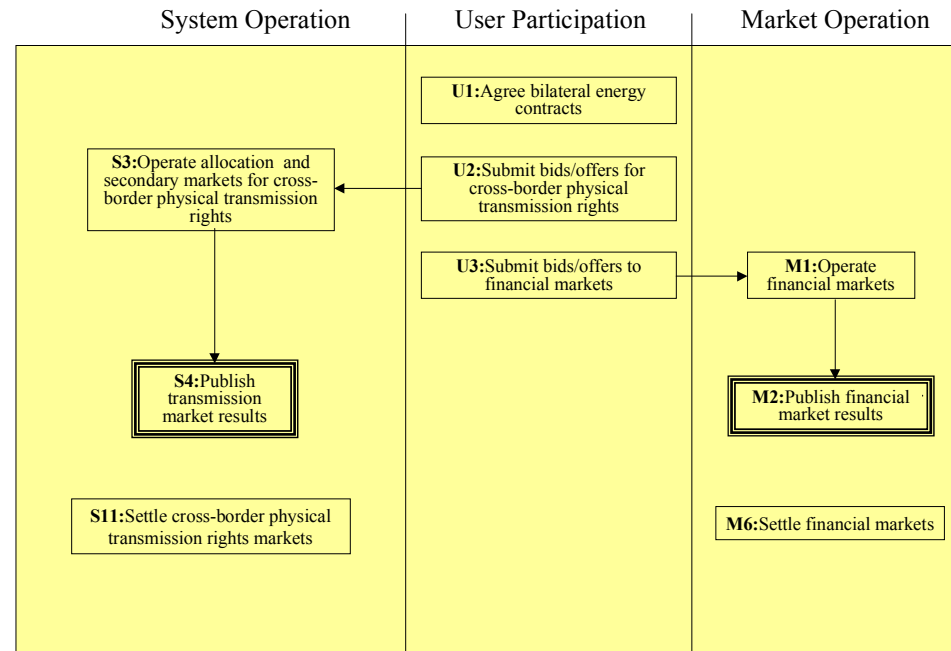 System Operation
User Participation
Market Operation
U1:Agree bilateral energy
contracts
S3:Operate allocation and
secondary markets for cross-
border physical transmission
rights
U2:Submit bids/offers for
cross-border physical
transmission rights
U3:Submit bids/offers to
financial markets
M1:Operate
financial markets
S4:Publish
transmission
market results
M2:Publish financial
market results
S11:Settle cross-border physical
transmission rights markets
M6:Settle financial markets